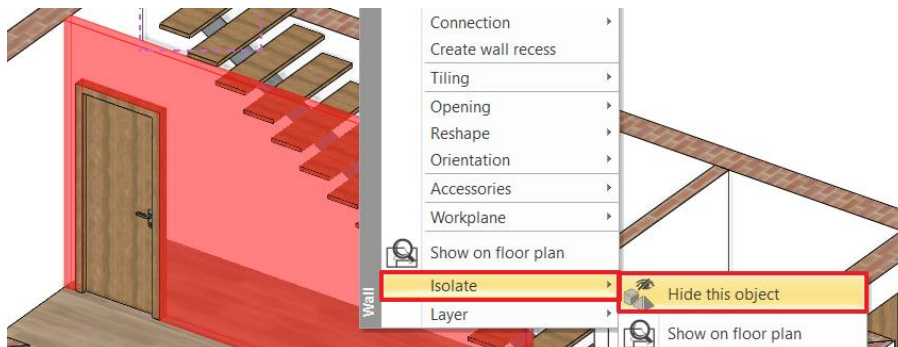 Connection
Create wall recess
Tiling
Opening
Reshape
Orientation
Accessories
Workplane
Show on floor plan
Isolate
Layer
Wall
Hide this object
Show on floor plan